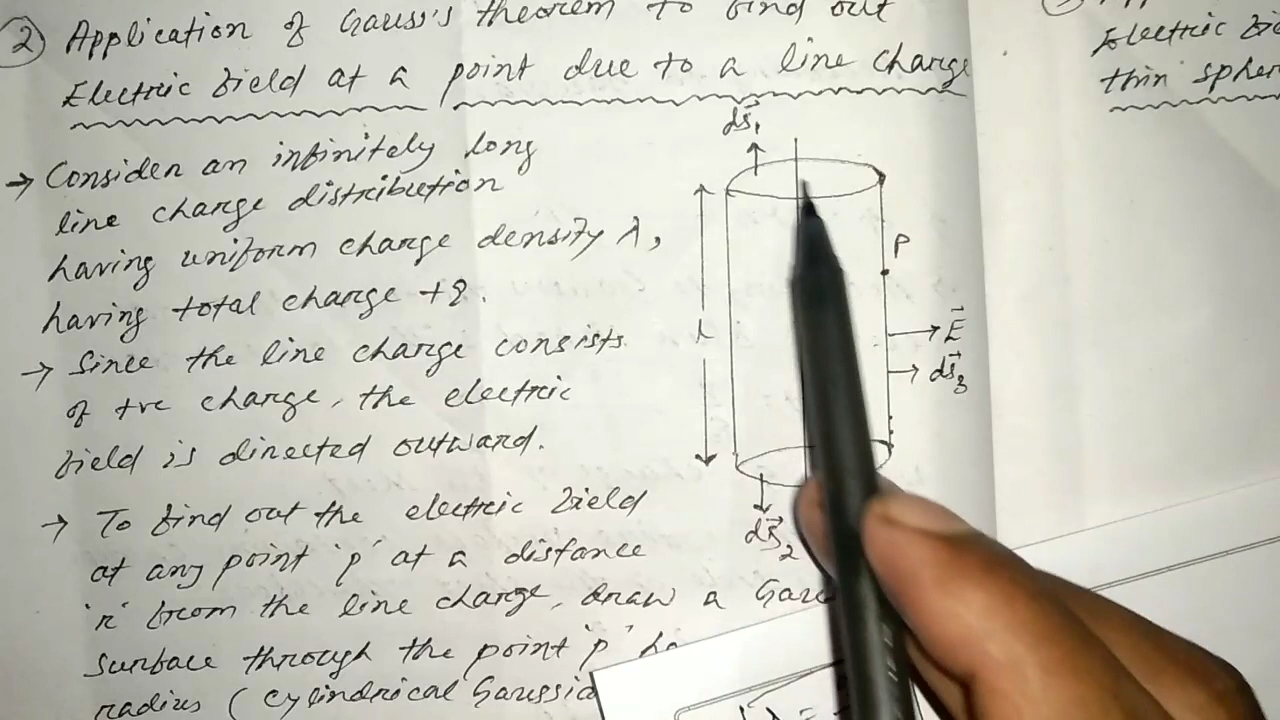 2 Application of Gauss's theorem to find out
Electric field at a point due to a line charge
→ Consider an infinitely long
line charge distribution
having uniform charge density λ,
having total charge +q.
→ Since the line charge consists
of +ve charge, the electric
field is directed outward.
→ To find out the electric field
at any point 'p' at a distance
'r' from the line charge, draw a
surface through the point 'p'
radius ( cylindrical
ds₁
P
E
ds₃
ds₂
Electric
thin
λ =